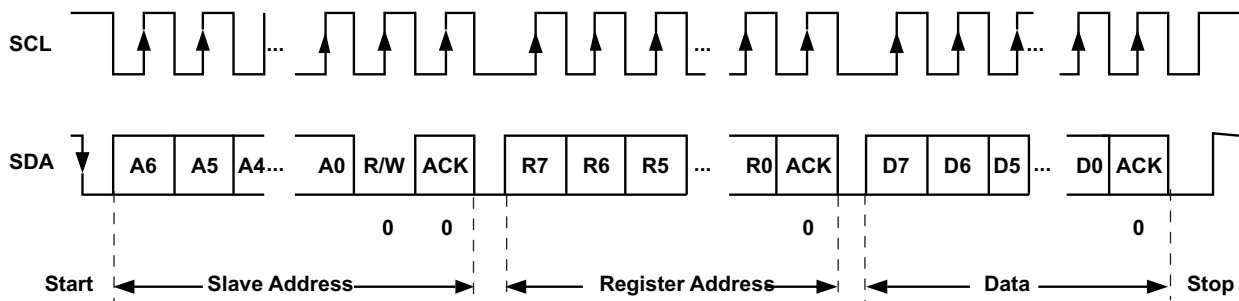 SCL
... ... ...
SDA A6 A5 A4... A0 R/W ACK R7 R6 R5 ... R0 ACK D7 D6 D5 ... D0 ACK
0 0 0 0
Start Slave Address Register Address Data Stop